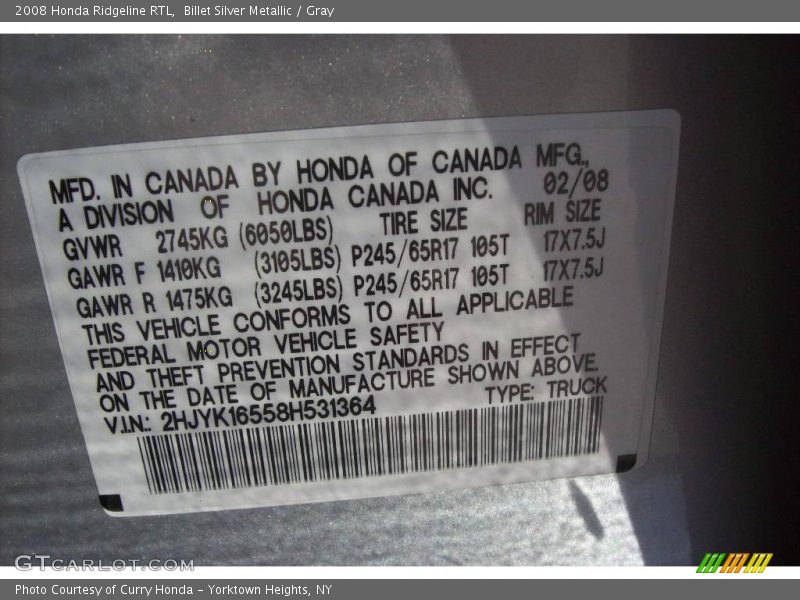 2008 Honda Ridgeline RTL,  Billet Silver Metallic / Gray
MFD. IN CANADA BY HONDA OF CANADA MFG.,
A DIVISION OF HONDA CANADA INC. 02/08
GVWR 2745KG (6050LBS) TIRE SIZE RIM SIZE
GAWR F 1410KG (3105LBS) P245/65R17 105T 17X7.5J
GAWR R 1475KG (3245LBS) P245/65R17 105T 17X7.5J
THIS VEHICLE CONFORMS TO ALL APPLICABLE
FEDERAL MOTOR VEHICLE SAFETY
AND THEFT PREVENTION STANDARDS IN EFFECT
ON THE DATE OF MANUFACTURE SHOWN ABOVE.
V.I.N.: 2HJYK16558H531364 TYPE: TRUCK
GTCARLOT.COM
Photo Courtesy of Curry Honda - Yorktown Heights, NY